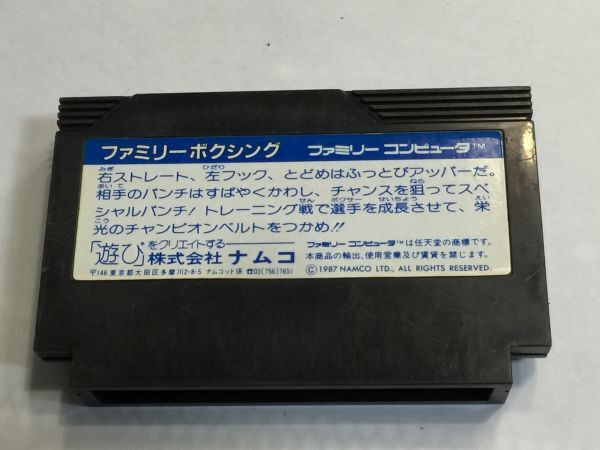 ファミリーボクシング ファミリー コンピュータ™
右ストレート、左フック、とどめはふっとびアッパーだ。
相手のパンチはすばやくかわし、チャンスを狙ってスペ
シャルパンチ!トレーニング戦で選手を成長させて、栄
光のチャンピオンベルトをつかめ!!
「遊び」をクリエイトする
株式会社 ナムコ
〒146 東京都大田区多摩川2-8-5 ナムコット係 ☎03(756)7651
ファミリー コンピュータ™は任天堂の商標です。
本商品の輸出、使用営業及び賃貸を禁じます。
©1987 NAMCO LTD., ALL RIGHTS RESERVED.